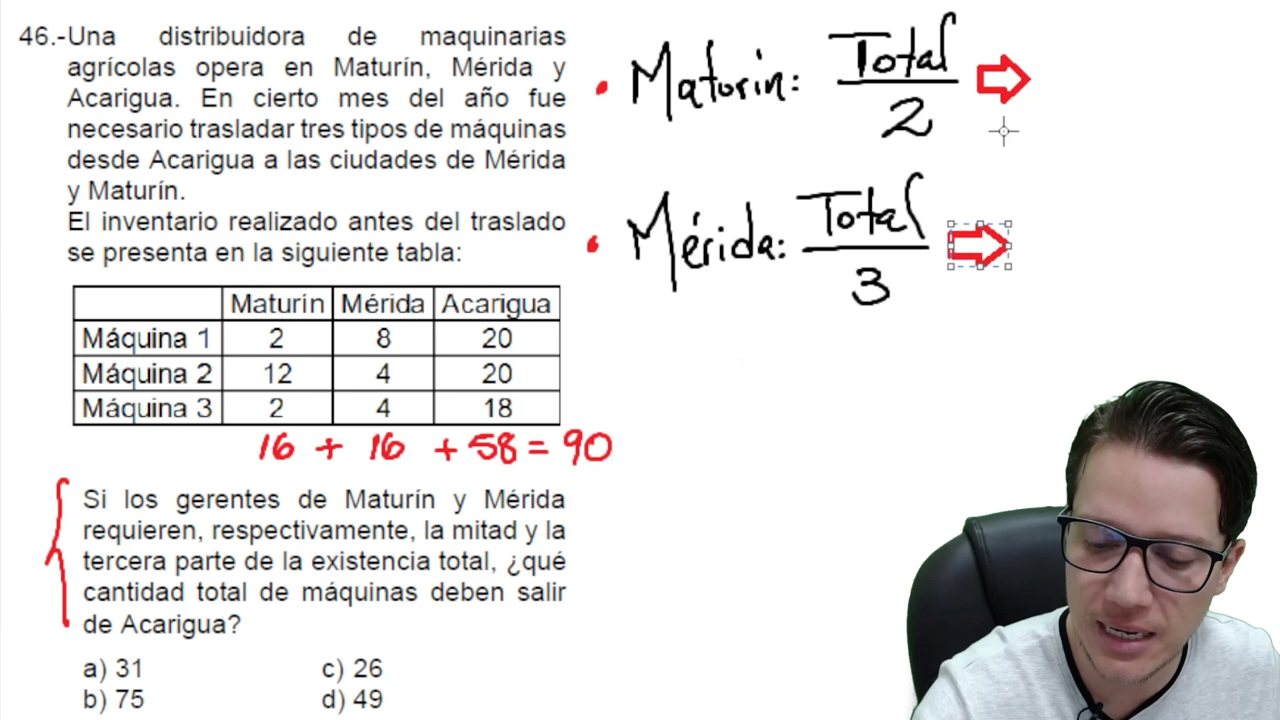 46.-Una distribuidora de maquinarias
agrícolas opera en Maturín, Mérida y
Acarigua. En cierto mes del año fue
necesario trasladar tres tipos de máquinas
desde Acarigua a las ciudades de Mérida
y Maturín.
El inventario realizado antes del traslado
se presenta en la siguiente tabla:
Maturín Mérida Acarigua
Máquina 1 2 8 20
Máquina 2 12 4 20
Máquina 3 2 4 18
16 + 16 + 58 = 90
Si los gerentes de Maturín y Mérida
requieren, respectivamente, la mitad y la
tercera parte de la existencia total, ¿qué
cantidad total de máquinas deben salir
de Acarigua?
a) 31 c) 26
b) 75 d) 49
• Maturin: Total
2
• Mérida: Total
3